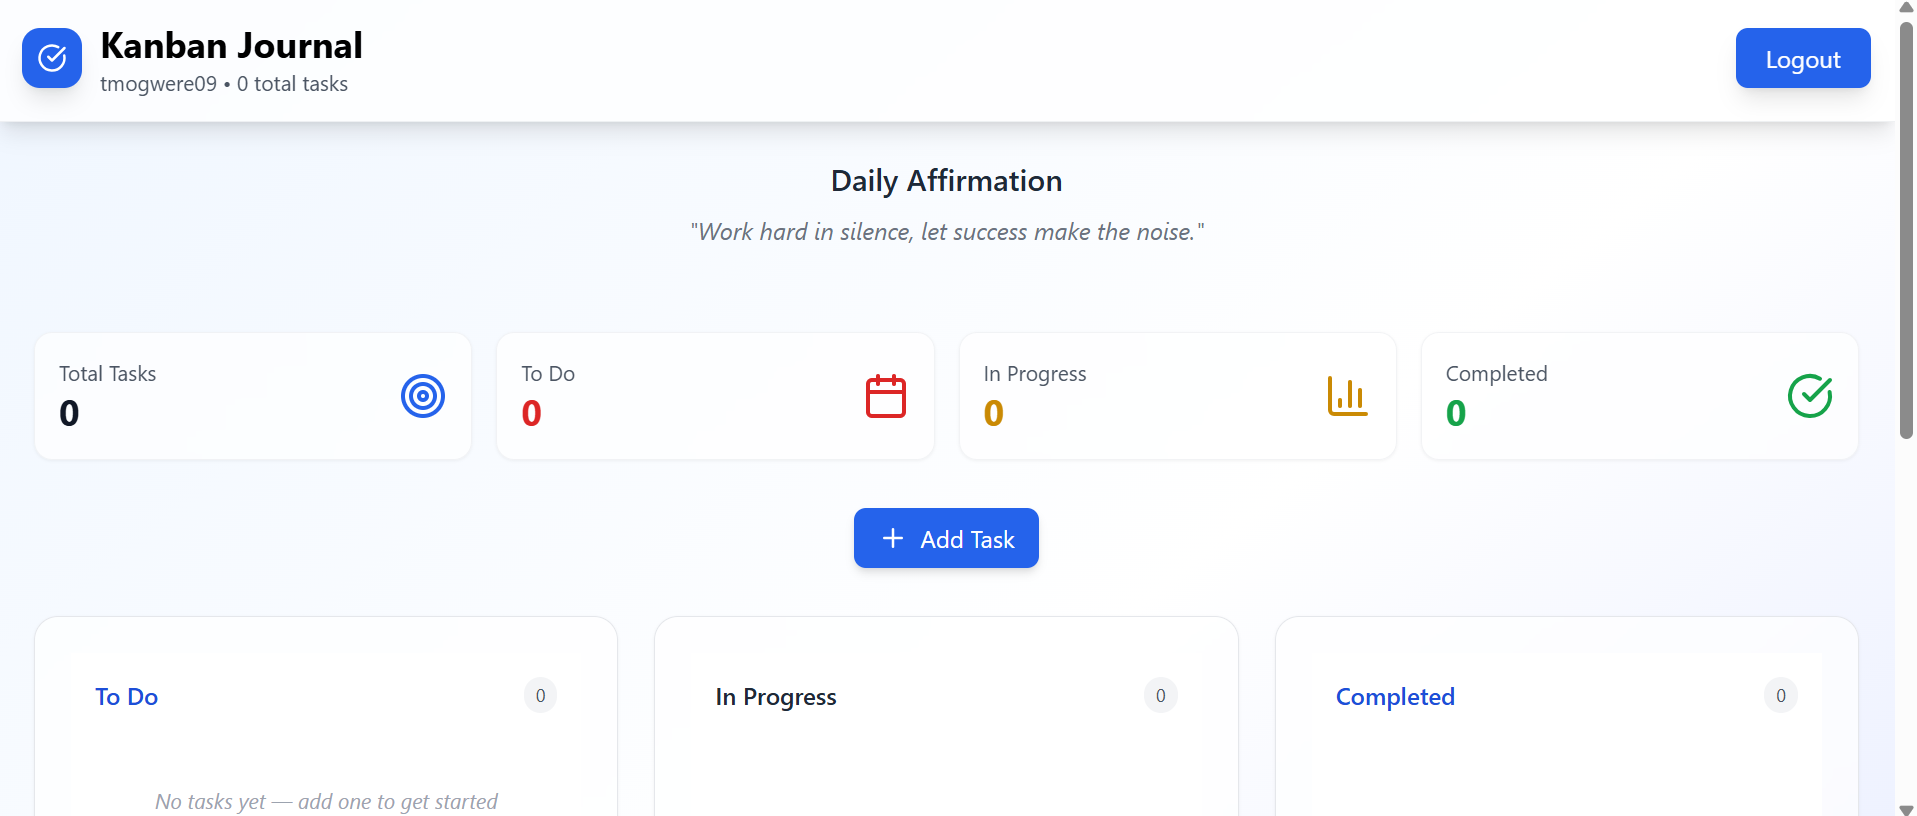 Kanban Journal
tmogwere09 • 0 total tasks
Logout
Daily Affirmation
"Work hard in silence, let success make the noise."
Total Tasks
0
To Do
0
In Progress
0
Completed
0
Add Task
To Do
0
In Progress
0
Completed
0
No tasks yet — add one to get started